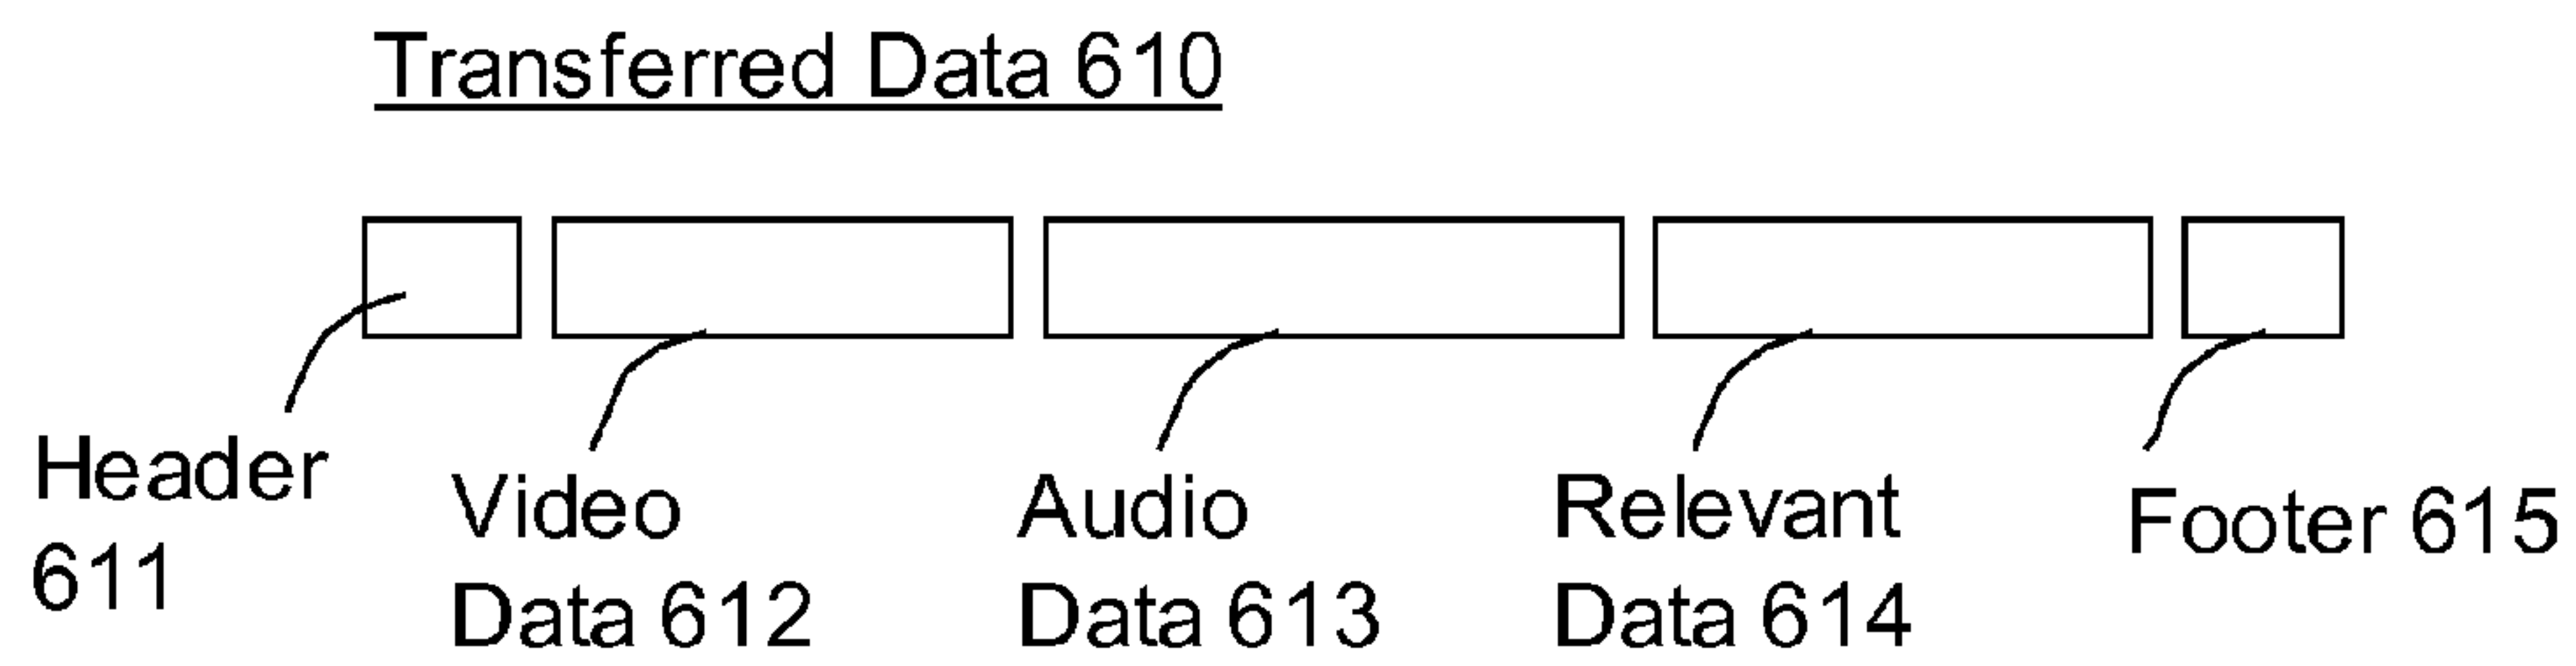 Transferred Data 610
Header
611
Video
Data 612
Audio
Data 613
Relevant
Data 614
Footer 615